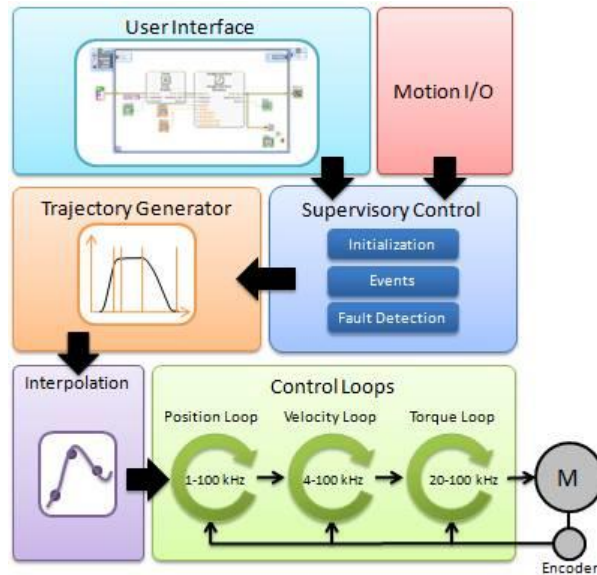 User Interface
Motion I/O
Trajectory Generator
Supervisory Control
Initialization
Events
Fault Detection
Interpolation
Control Loops
Position Loop
Velocity Loop
Torque Loop
1-100 kHz
4-100 kHz
20-100 kHz
M
Encoder